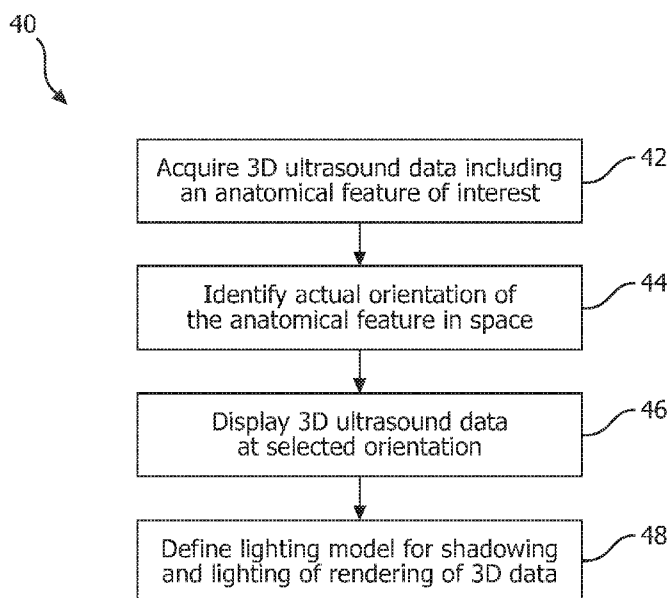 40
Acquire 3D ultrasound data including
an anatomical feature of interest
42
Identify actual orientation of
the anatomical feature in space
44
Display 3D ultrasound data
at selected orientation
46
Define lighting model for shadowing
and lighting of rendering of 3D data
48